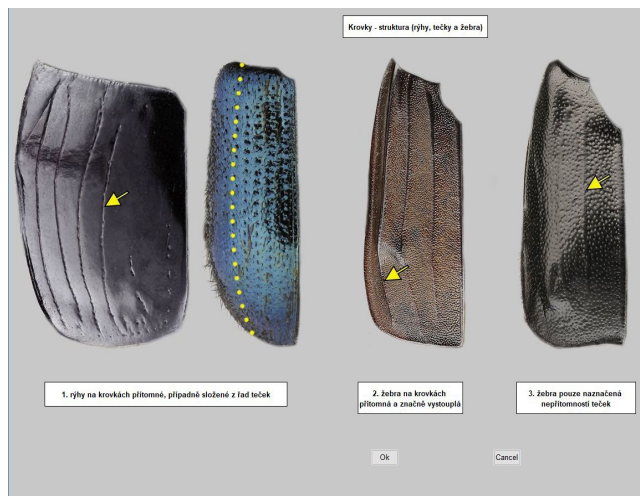 Krovky - struktura (rýhy, tečky a žebra)
1. rýhy na krovkách přítomné, případně složené z řad teček
2. žebra na krovkách
přítomná a značně vystouplá
3. žebra pouze naznačená
nepřítomností teček
Ok
Cancel